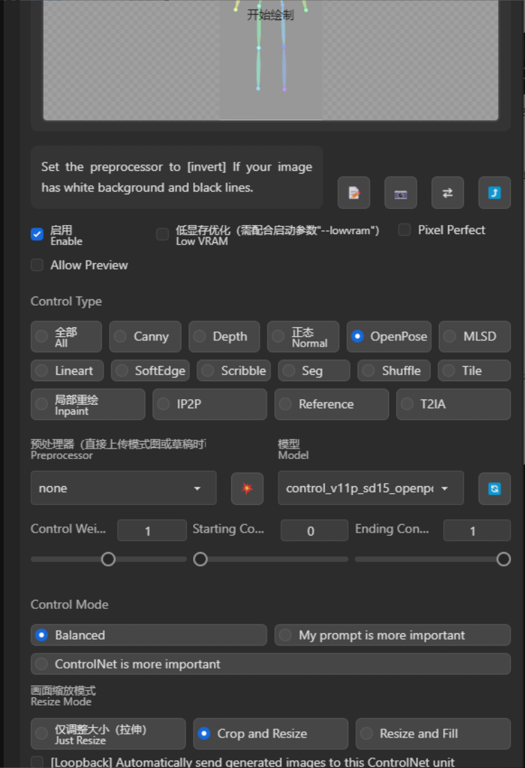 开始绘制
Set the preprocessor to [invert] If your image
has white background and black lines.
启用
Enable
低显存优化（需配合启动参数“--lowvram”）
Low VRAM
Pixel Perfect
Allow Preview
Control Type
全部
All
Canny
Depth
正态
Normal
OpenPose
MLSD
Lineart
SoftEdge
Scribble
Seg
Shuffle
Tile
局部重绘
Inpaint
IP2P
Reference
T2IA
预处理器（直接上传模式图或草稿时
Preprocessor
模型
Model
none
control_v11p_sd15_openp
Control Wei...
1
Starting Co...
0
Ending Con...
1
Control Mode
Balanced
My prompt is more important
ControlNet is more important
画面缩放模式
Resize Mode
仅调整大小（拉伸）
Just Resize
Crop and Resize
Resize and Fill
[Loopback] Automatically send generated images to this ControlNet unit